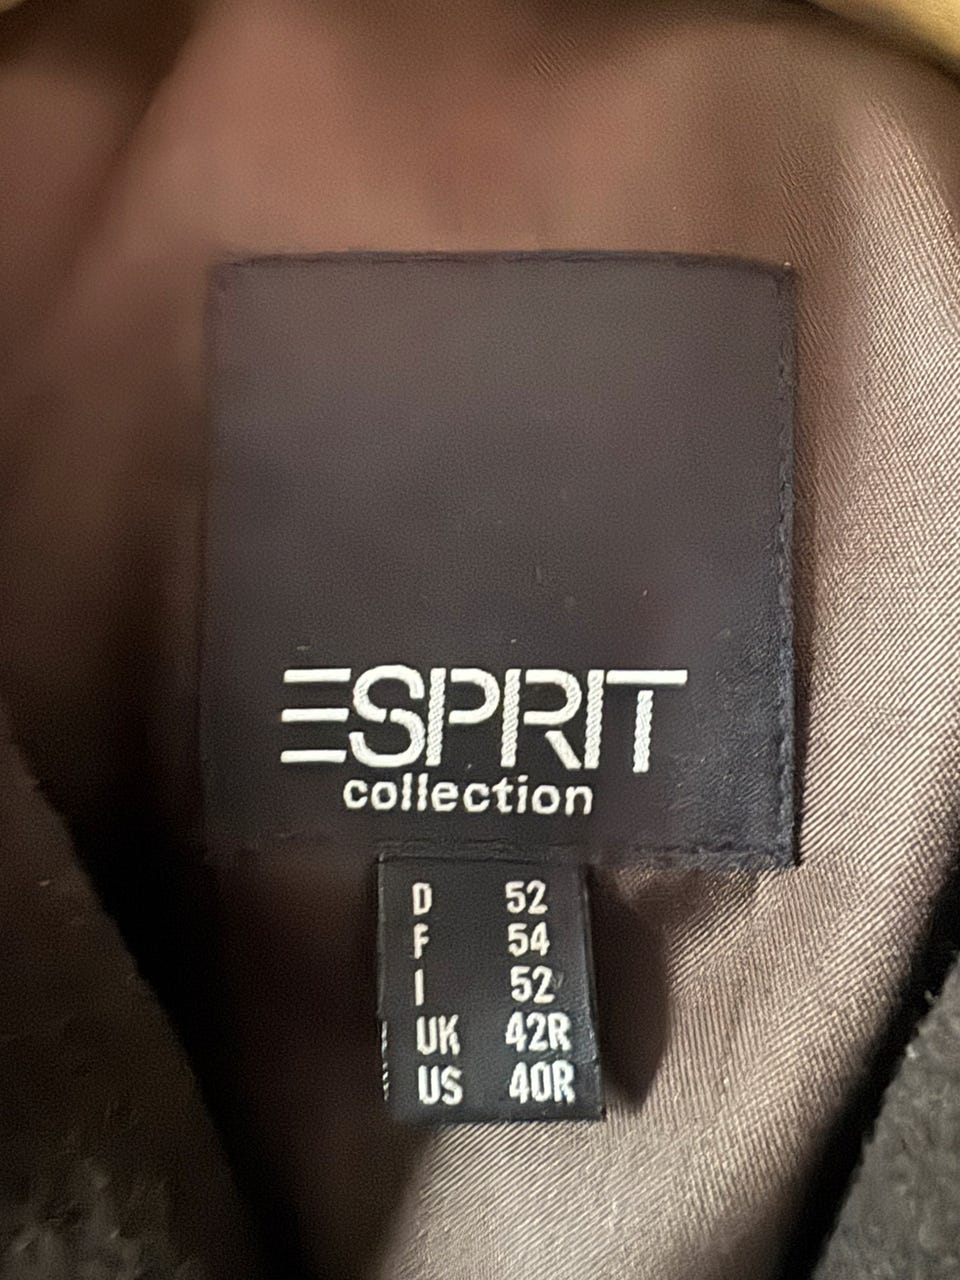 ESPRIT
collection
D 52
F 54
I 52
UK 42R
US 40R